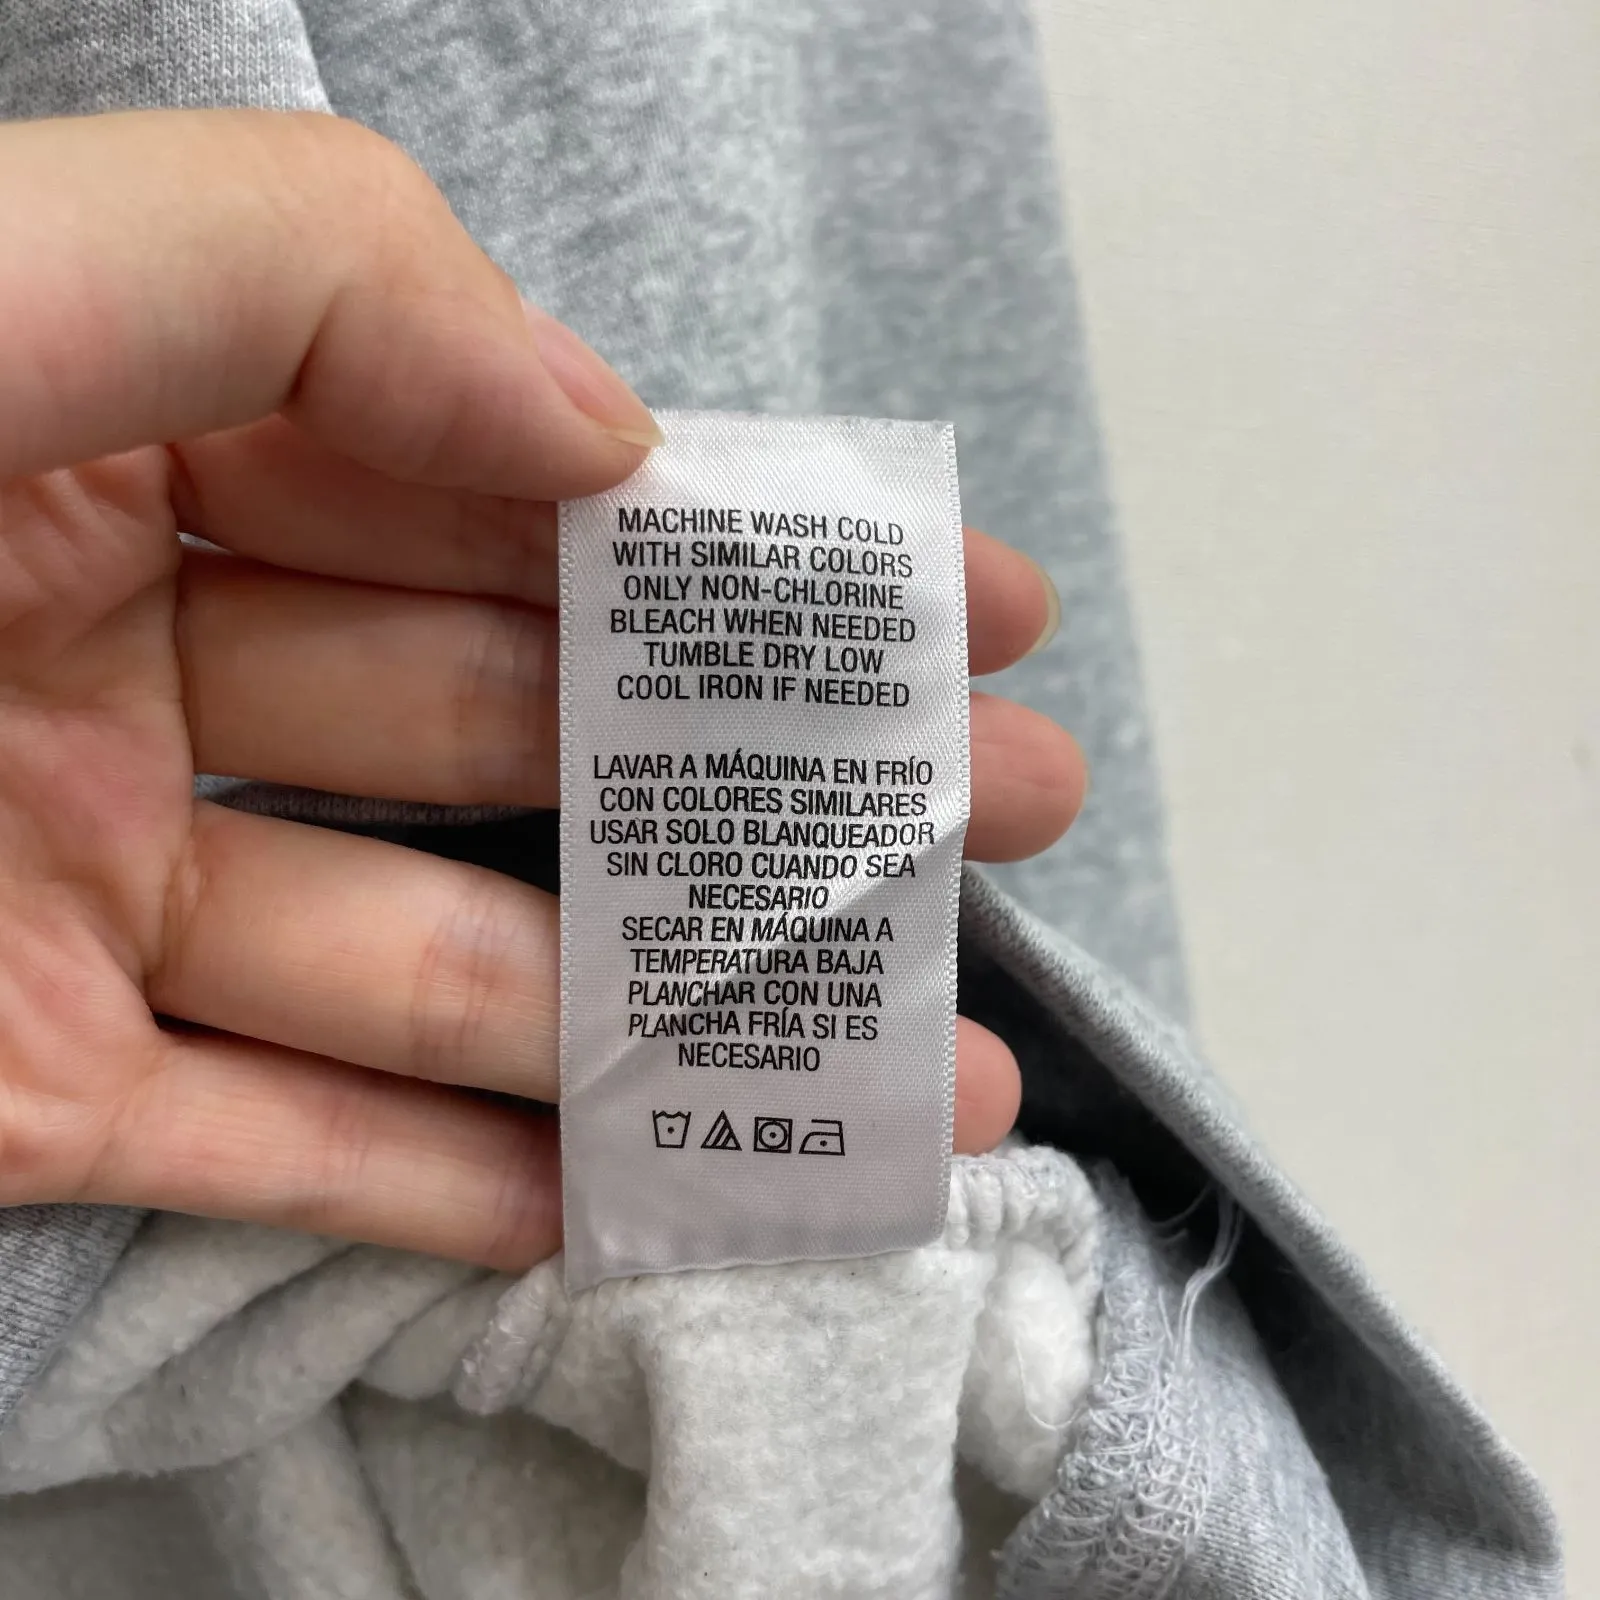 MACHINE WASH COLD
WITH SIMILAR COLORS
ONLY NON-CHLORINE
BLEACH WHEN NEEDED
TUMBLE DRY LOW
COOL IRON IF NEEDED
LAVAR A MÁQUINA EN FRÍO
CON COLORES SIMILARES
USAR SOLO BLANQUEADOR
SIN CLORO CUANDO SEA
NECESARIO
SECAR EN MÁQUINA A
TEMPERATURA BAJA
PLANCHAR CON UNA
PLANCHA FRÍA SI ES
NECESARIO